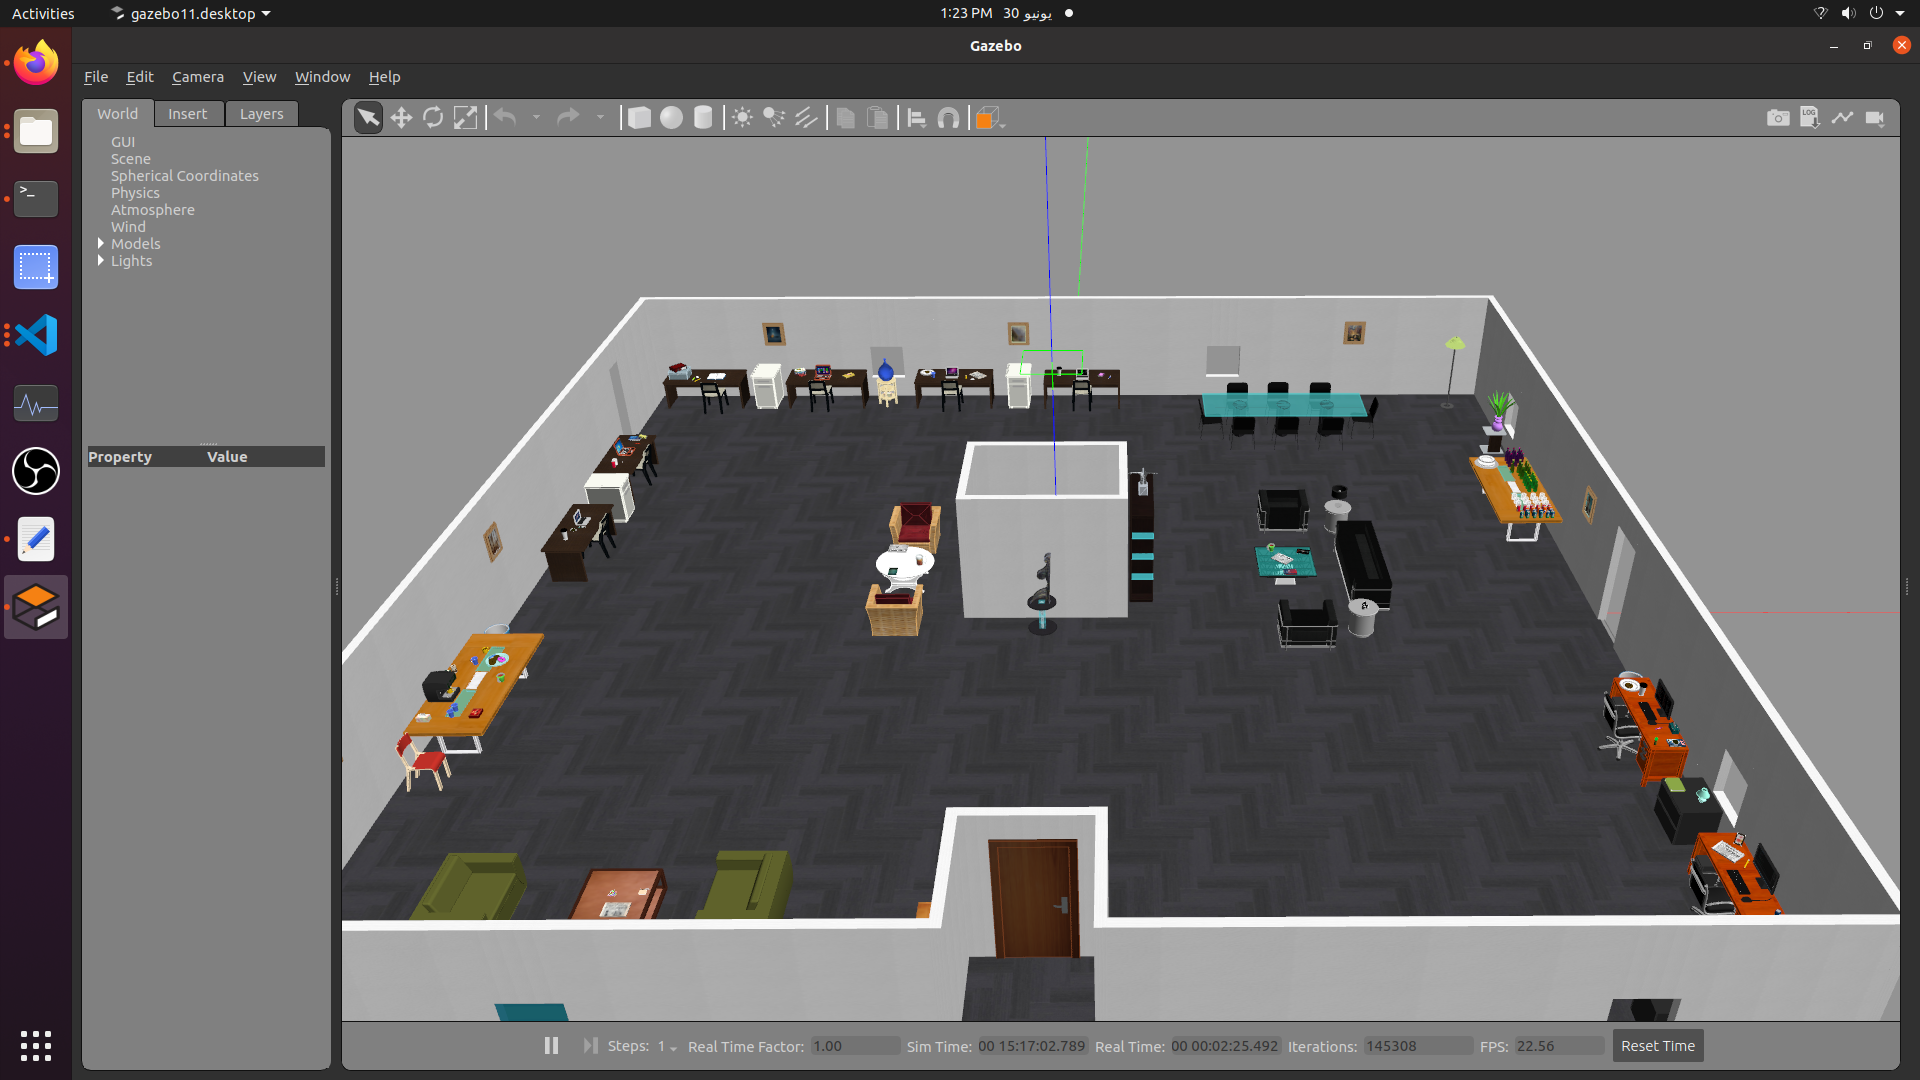 Activities
gazebo11.desktop
1:23 PM 30 يونيو
Gazebo
File Edit Camera View Window Help
World Insert Layers
LOG
GUI
Scene
Spherical Coordinates
Physics
Atmosphere
Wind
Models
Lights
Property Value
Steps: 1 Real Time Factor: 1.00 Sim Time: 00 15:17:02.789 Real Time: 00 00:02:25.492 Iterations: 145308 FPS: 22.56 Reset Time